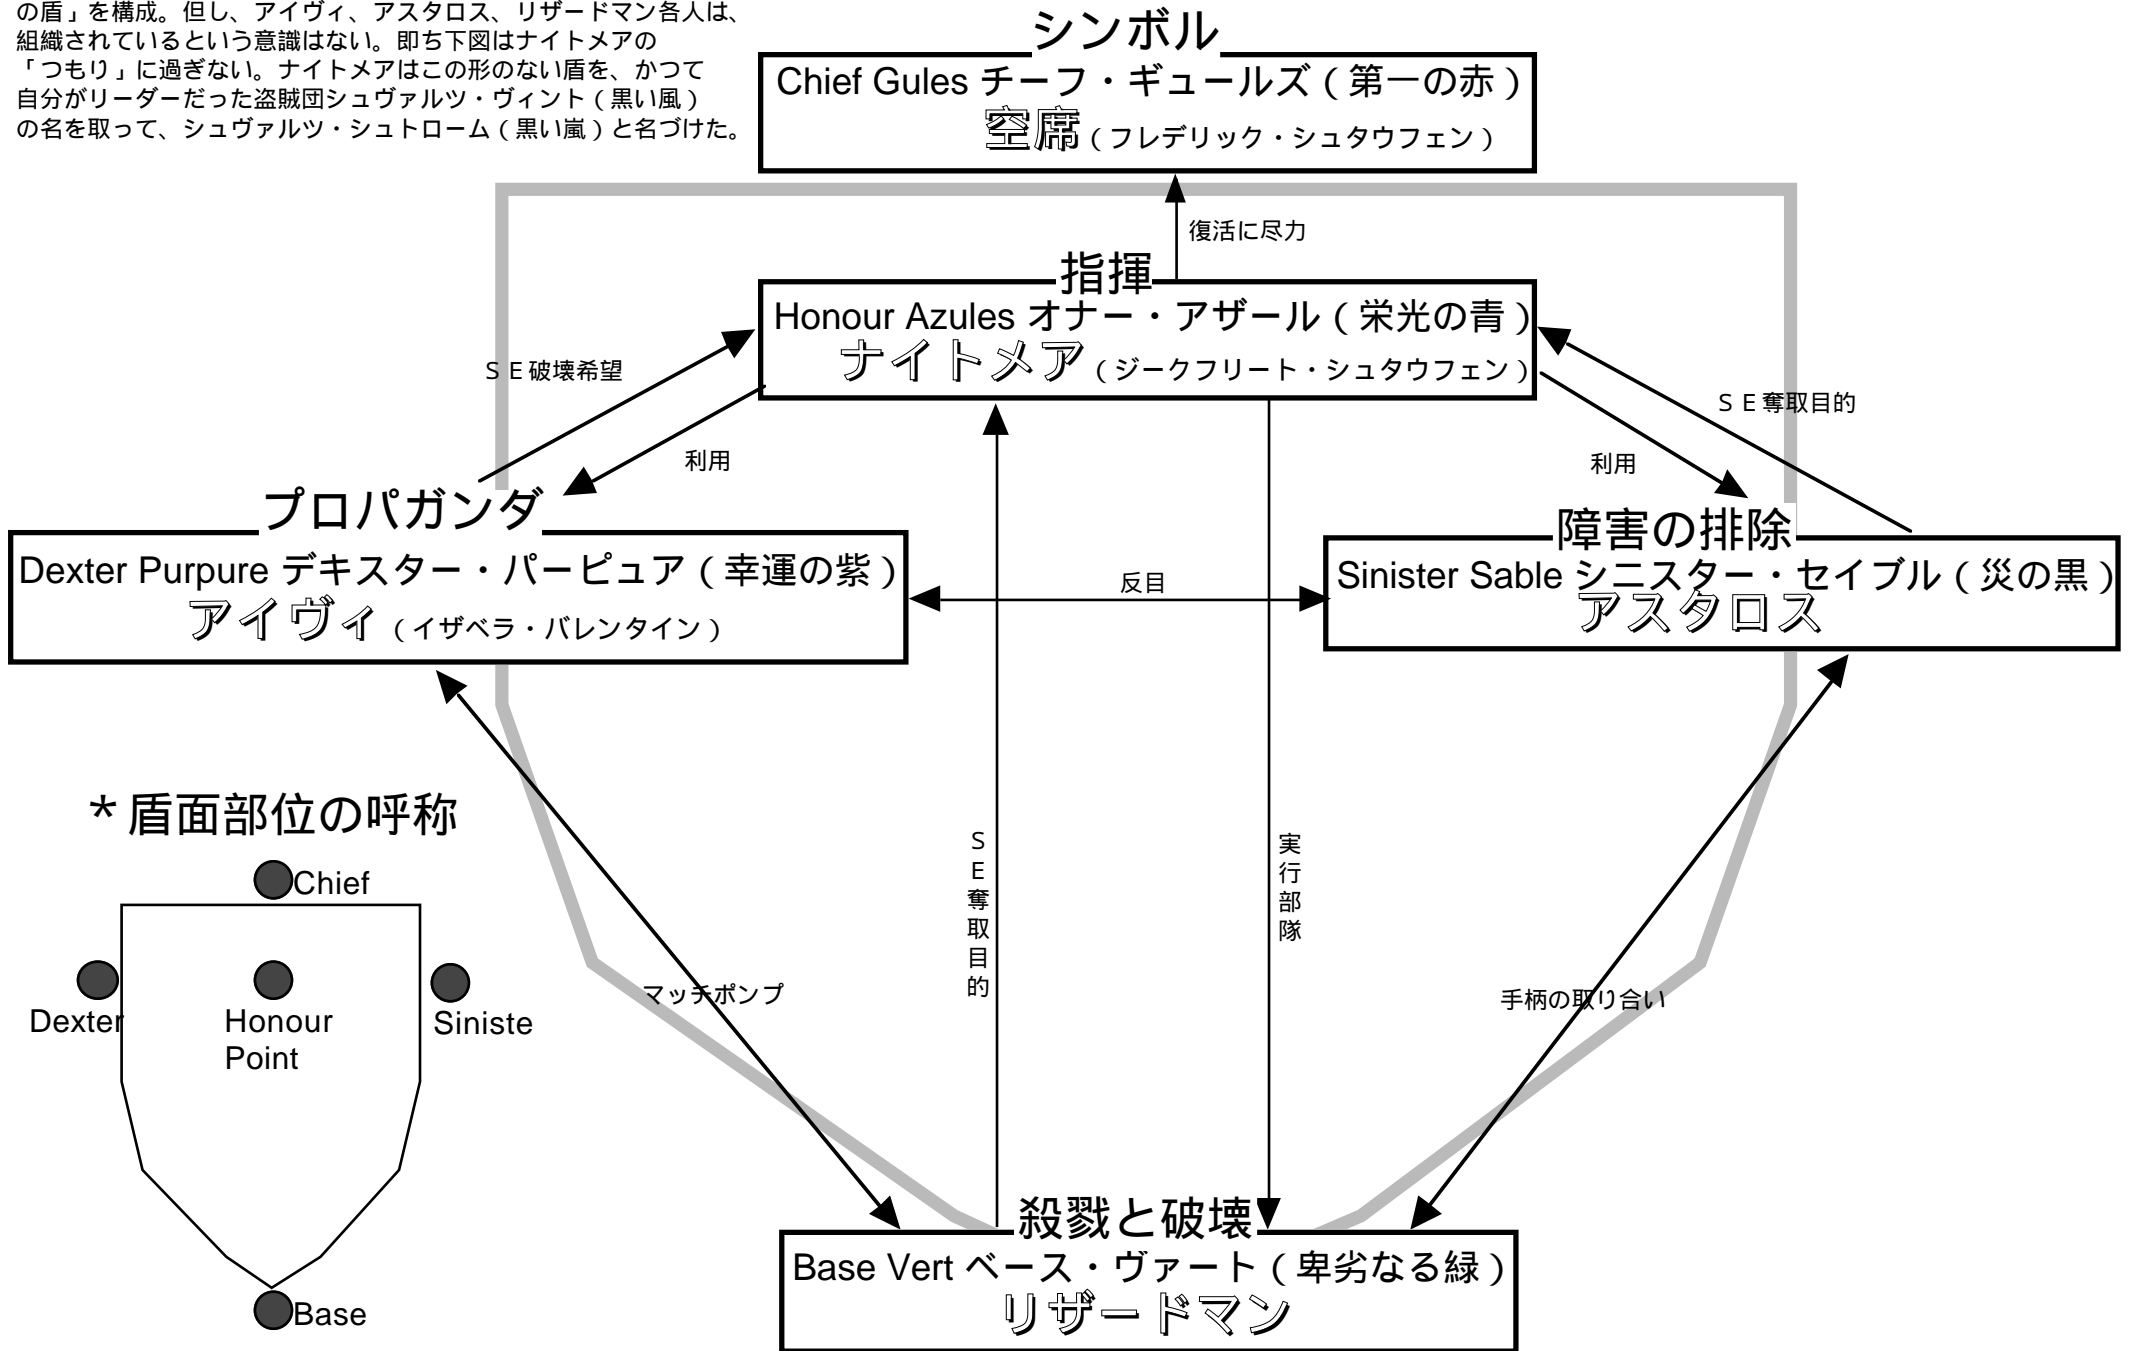 の盾」を構成。但し、アイヴィ、アスタロス、リザードマン各人は、
組織されているという意識はない。即ち下図はナイトメアの
「つもり」に過ぎない。ナイトメアはこの形のない盾を、かつて
自分がリーダーだった盗賊団シュヴァルツ・ヴィント（黒い風）
の名を取って、シュヴァルツ・シュトローム（黒い嵐）と名づけた。
シンボル
Chief Gules チーフ・ギュールズ（第一の赤）
空席（フレデリック・シュタウフェン）
復活に尽力
指揮
Honour Azules オナー・アザール（栄光の青）
ナイトメア（ジークフリート・シュタウフェン）
ＳＥ破壊希望
利用
ＳＥ奪取目的
利用
プロパガンダ
Dexter Purpure デキスター・パーピュア（幸運の紫）
アイヴィ（イザベラ・バレンタイン）
反目
障害の排除
Sinister Sable シニスター・セイブル（災の黒）
アスタロス
ＳＥ奪取目的
実行部隊
マッチポンプ
手柄の取り合い
殺戮と破壊
Base Vert ベース・ヴァート（卑劣なる緑）
リザードマン
＊盾面部位の呼称
Chief
Dexter
Honour
Point
Siniste
Base